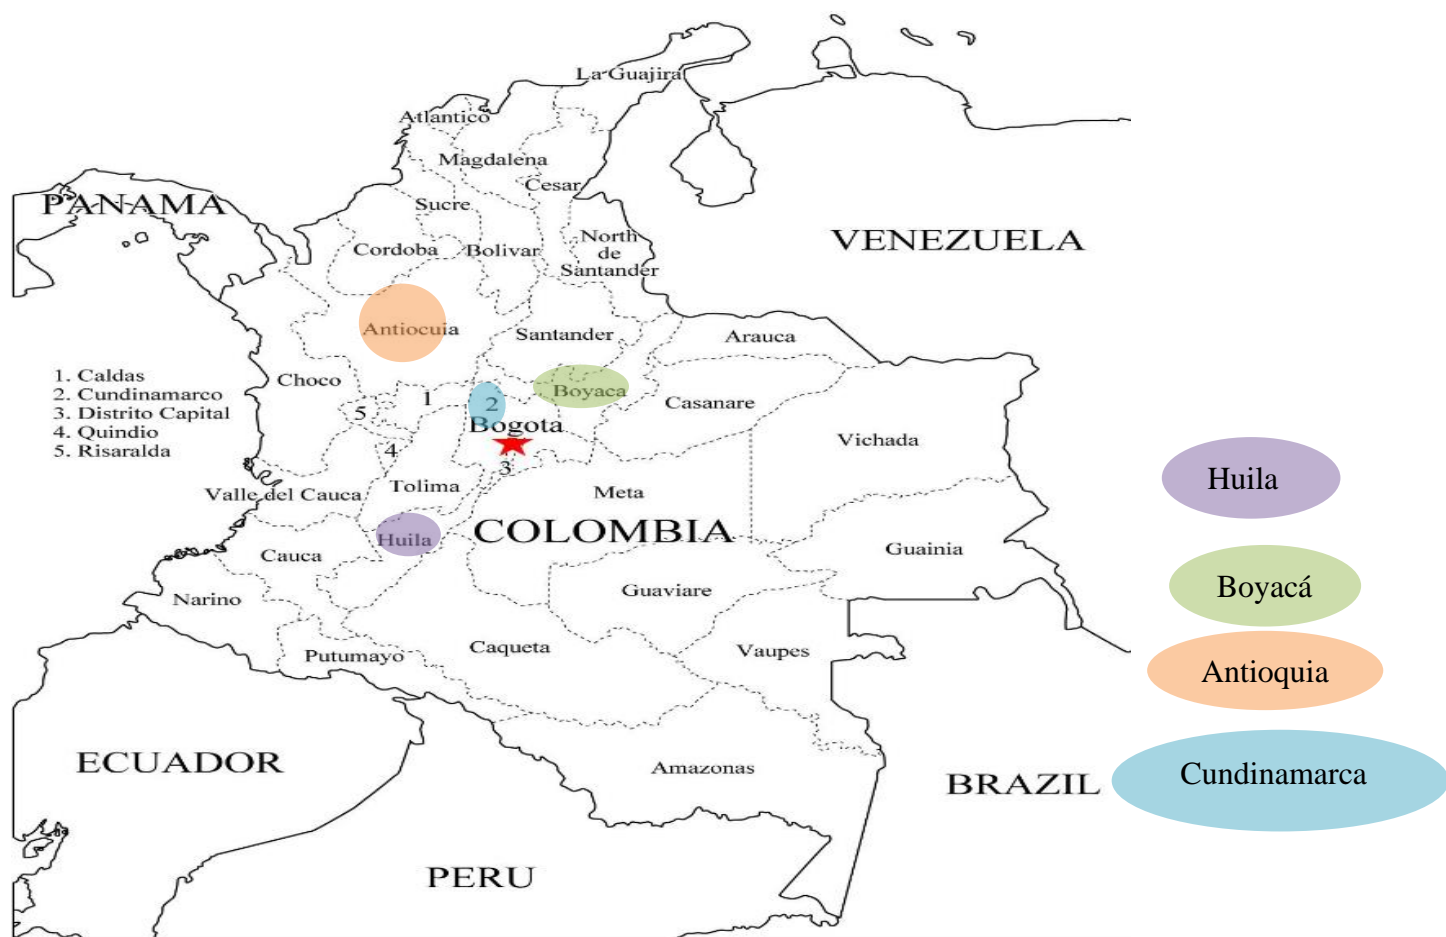 La Guajira
Atlantico
Magdalena
Cesar
PANAMA
Sucre
Cordoba
Bolivar
North
de
Santander
VENEZUELA
Antiocuia
Santander
Arauca
Choco
1
2
Boyaca
Casanare
5
1. Caldas
2. Cundinamarco
3. Distrito Capital
4. Quindio
5. Risaralda
Bogota
Vichada
4
3
Valle del Cauca
Tolima
Meta
COLOMBIA
Huila
Cauca
Guainia
Narino
Guaviare
Putumayo
Caqueta
Vaupes
ECUADOR
Amazonas
BRAZIL
PERU
Huila
Boyacá
Antioquia
Cundinamarca